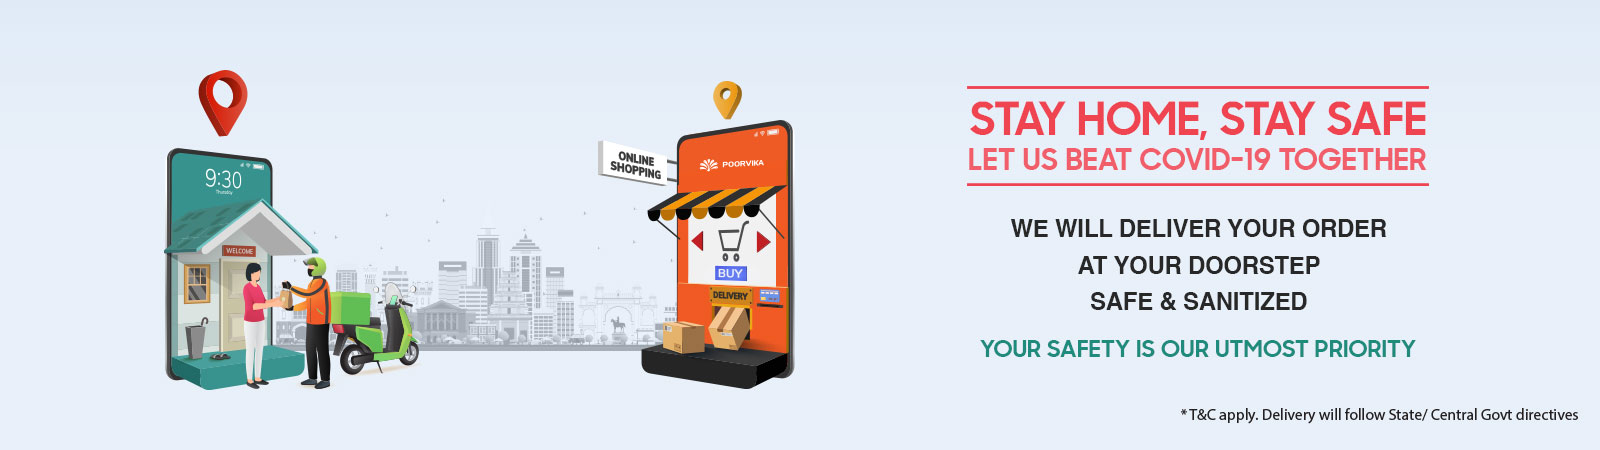 9:30
Thursday
WELCOME
ONLINE
SHOPPING
POORVIKA
BUY
DELIVERY
STAY HOME, STAY SAFE
LET US BEAT COVID-19 TOGETHER
WE WILL DELIVER YOUR ORDER
AT YOUR DOORSTEP
SAFE & SANITIZED
YOUR SAFETY IS OUR UTMOST PRIORITY
* T&C apply. Delivery will follow State/ Central Govt directives